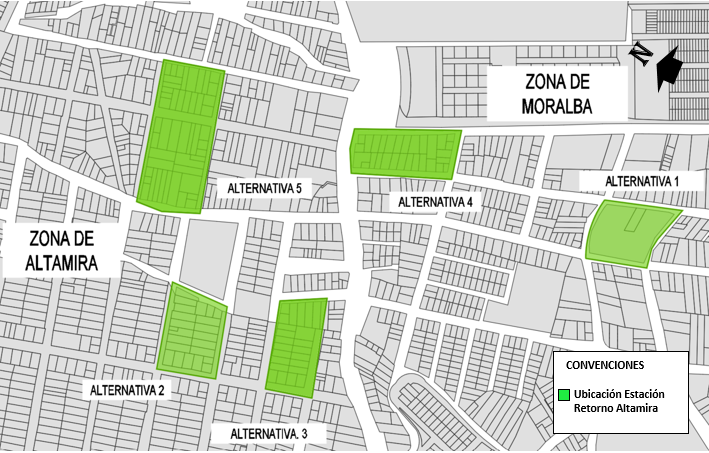 N
ZONA DE
MORALBA
ALTERNATIVA 5
ALTERNATIVA 4
ALTERNATIVA 1
ZONA DE
ALTAMIRA
ALTERNATIVA 2
ALTERNATIVA. 3
CONVENCIONES
Ubicación Estación
Retorno Altamira